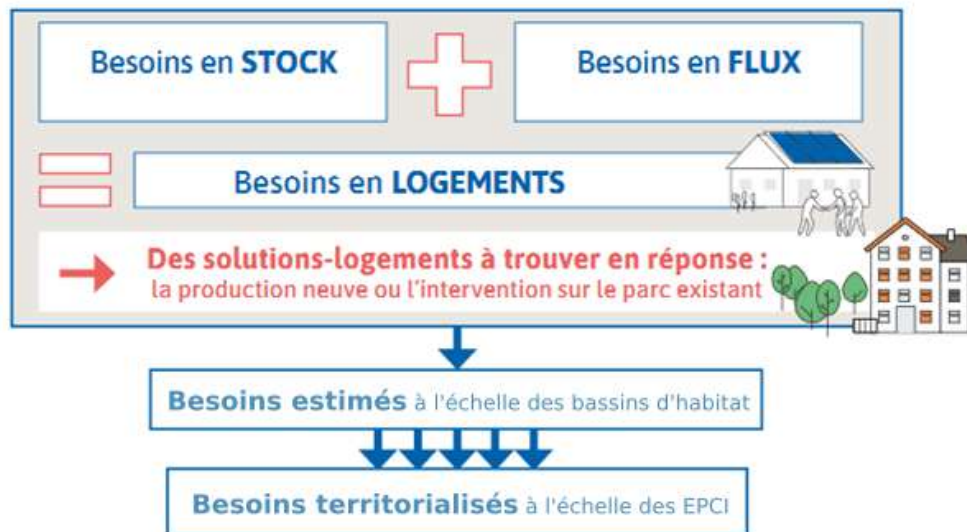 Besoins en STOCK
Besoins en FLUX
Besoins en LOGEMENTS
Des solutions-logements à trouver en réponse :
la production neuve ou l'intervention sur le parc existant
Besoins estimés à l'échelle des bassins d'habitat
Besoins territorialisés à l'échelle des EPCI